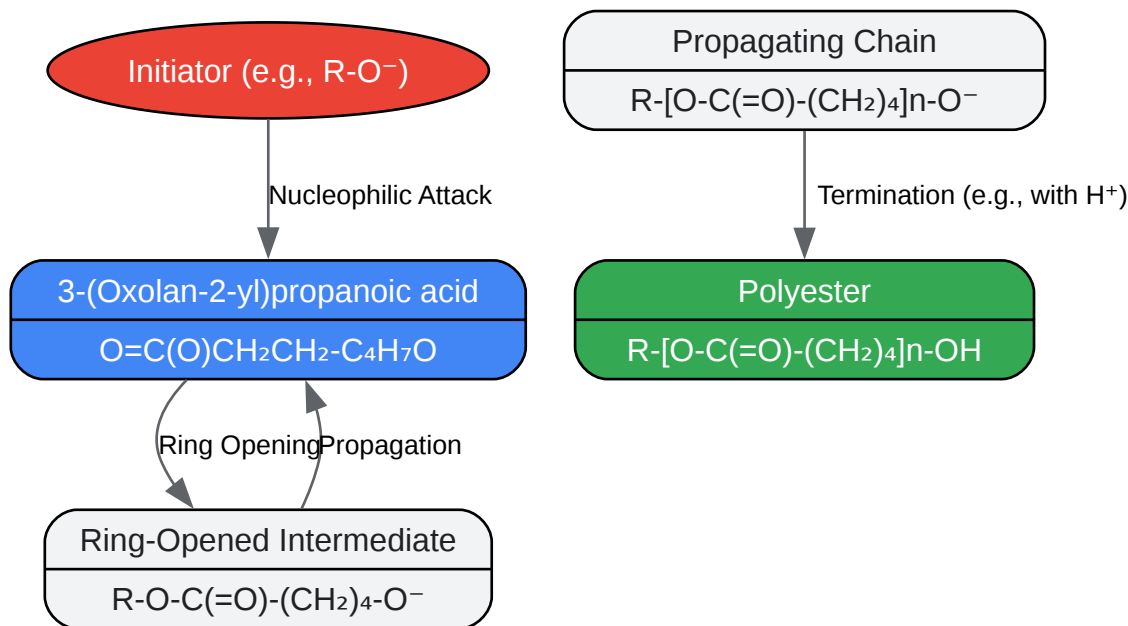 Initiator (e.g., R-O⁻)
Nucleophilic Attack
3-(Oxolan-2-yl)propanoic acid
O=C(O)CH₂CH₂-C₄H₇O
Ring Opening
Propagation
Ring-Opened Intermediate
R-O-C(=O)-(CH₂)₄-O⁻
Propagating Chain
R-[O-C(=O)-(CH₂)₄]n-O⁻
Termination (e.g., with H⁺)
Polyester
R-[O-C(=O)-(CH₂)₄]n-OH